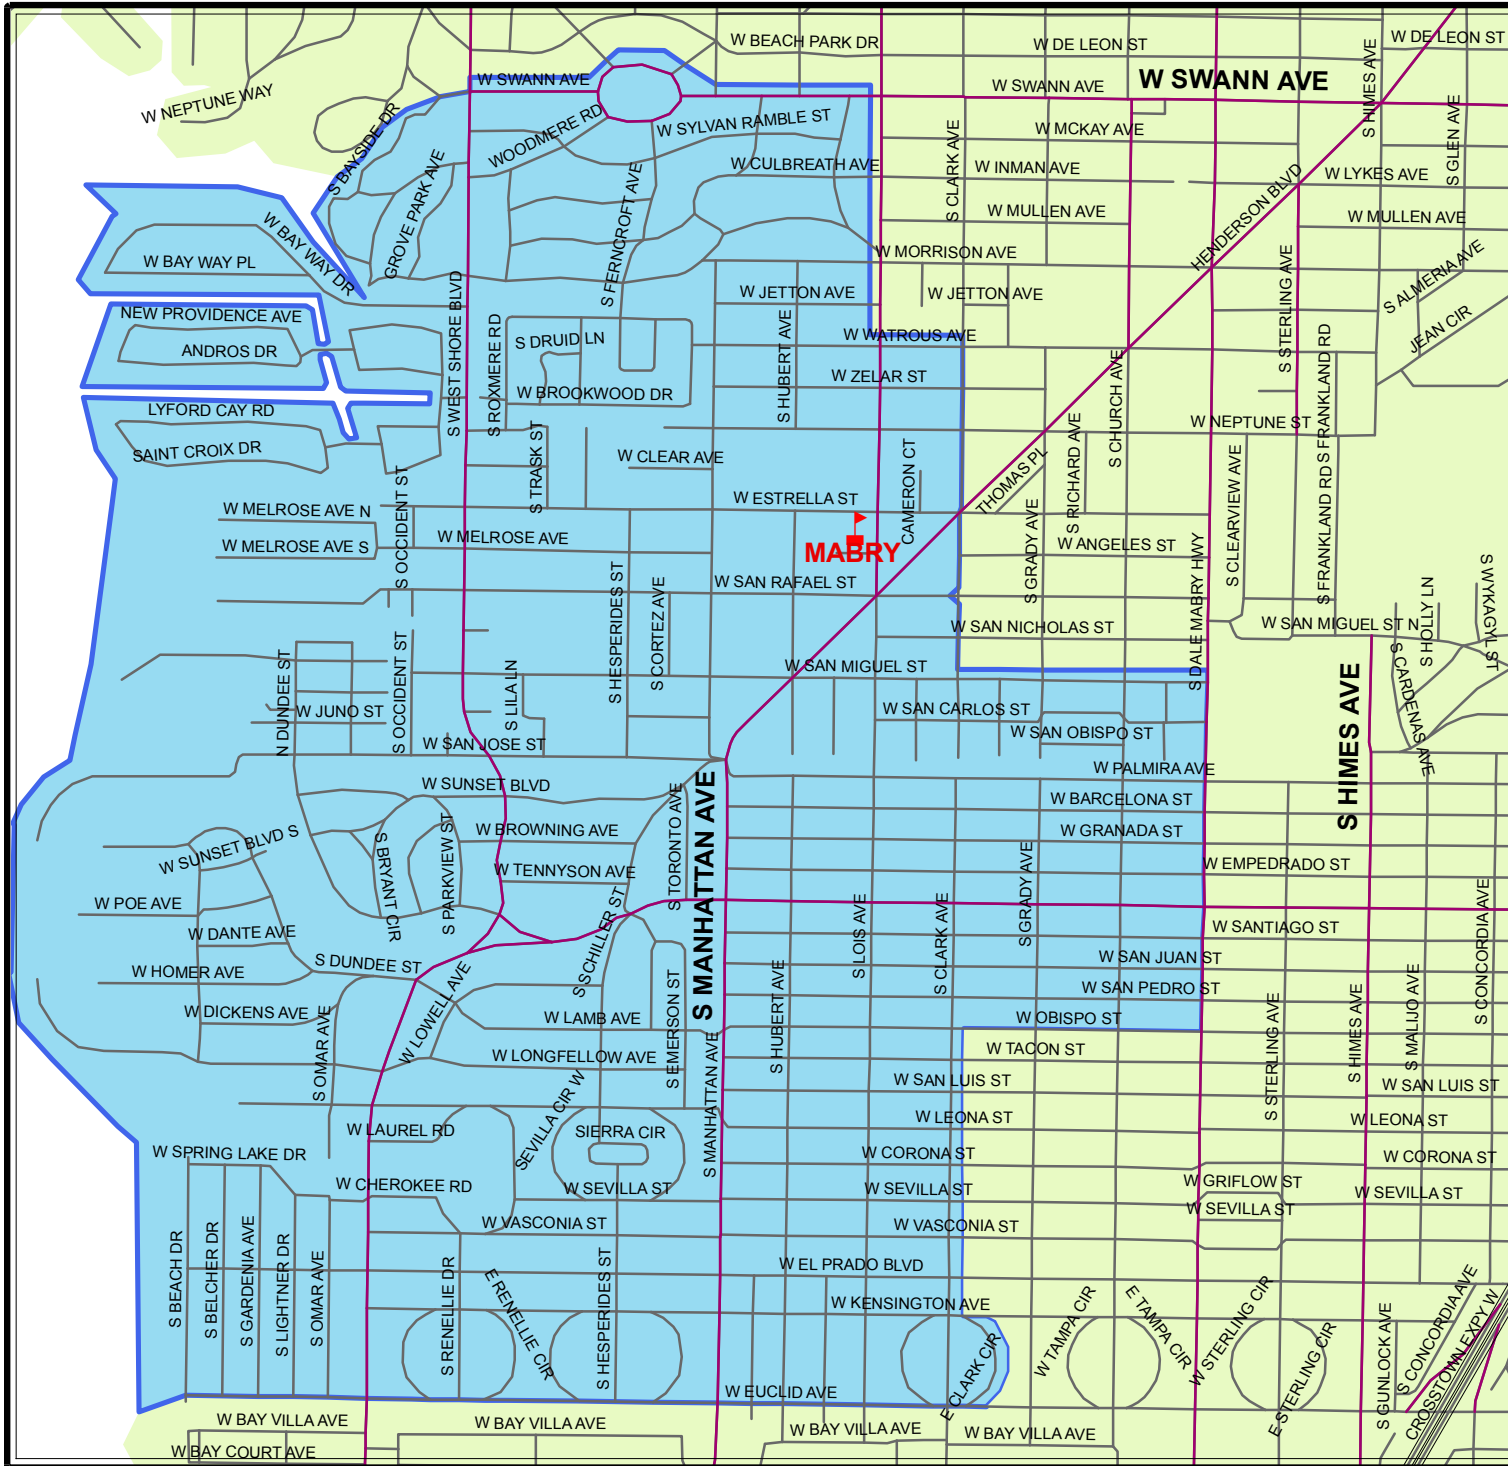 W BEACH PARK DR
W DE LEON ST
W DE LEON ST
W SWANN AVE
W SWANN AVE
W SWANN AVE
S HIMES AVE
W NEPTUNE WAY
S BAYSIDE DR
WOODMERE RD
W SYLVAN RAMBLE ST
W MCKAY AVE
S GLEN AVE
W CULBREATH AVE
S CLARK AVE
W INMAN AVE
W LYKES AVE
GROVE PARK AVE
S FERNCROFT AVE
W MULLEN AVE
HENDERSON BLVD
W MULLEN AVE
W BAY WAY DR
W BAY WAY PL
W MORRISON AVE
S STERLING AVE
S ALMERIA AVE
S WEST SHORE BLVD
W JETTON AVE
W JETTON AVE
NEW PROVIDENCE AVE
ANDROS DR
S ROXMERE RD
S DRUID LN
S HUBERT AVE
W WATROUS AVE
JEAN CIR
S FRANKLAND RD
W ZELAR ST
S CHURCH AVE
W BROOKWOOD DR
LYFORD CAY RD
W NEPTUNE ST
SAINT CROIX DR
S TRASK ST
W CLEAR AVE
CAMERON CT
THOMAS PL
S RICHARD AVE
S CLEARVIEW AVE
S FRANKLAND RD
S OCCIDENT ST
W ESTRELLA ST
W MELROSE AVE N
W MELROSE AVE
W MELROSE AVE S
MABRY
S GRADY AVE
W ANGELES ST
S DALE MABRY HWY
S HESPERIDES ST
S CORTEZ AVE
W SAN RAFAEL ST
S HOLLY LN
S WYKAGYL ST
W SAN NICHOLAS ST
W SAN MIGUEL ST N
N DUNDEE ST
S OCCIDENT ST
S LILA LN
W SAN MIGUEL ST
S CARDENAS AVE
W JUNO ST
W SAN CARLOS ST
W SAN OBISPO ST
S HIMES AVE
W SAN JOSE ST
W PALMIRA AVE
W SUNSET BLVD
S TORONTO AVE
S MANHATTAN AVE
W BARCELONA ST
W SUNSET BLVD S
S BRYANT CIR
S PARKVIEW ST
W BROWNING AVE
W GRANADA ST
W TENNYSON AVE
W EMPEDRADO ST
W POE AVE
S SCHILLER ST
S LOIS AVE
S CLARK AVE
S GRADY AVE
S CONCORDIA AVE
W DANTE AVE
W SANTIAGO ST
W HOMER AVE
S DUNDEE ST
W SAN JUAN ST
W SAN PEDRO ST
W DICKENS AVE
S OMAR AVE
W LOWELL AVE
W LAMB AVE
S EMERSON ST
S HUBERT AVE
W OBISPO ST
S STERLING AVE
S HIMES AVE
S MALIJO AVE
W LONGFELLOW AVE
W TACON ST
S MANHATTAN AVE
W SAN LUIS ST
W SAN LUIS ST
SEVILLA CIR W
W LAUREL RD
SIERRA CIR
W LEONA ST
W LEONA ST
W SPRING LAKE DR
W CORONA ST
W CORONA ST
W CHEROKEE RD
W SEVILLA ST
W SEVILLA ST
W GRIFLOW ST
W SEVILLA ST
W SEVILLA ST
W VASCONIA ST
W VASCONIA ST
S BEACH DR
S BELCHER DR
S GARDENIA AVE
S LIGHTNER DR
S OMAR AVE
S RENELLIE DR
E RENELLIE CIR
S HESPERIDES ST
W EL PRADO BLVD
W KENSINGTON AVE
W TAMPA CIR
E TAMPA CIR
W STERLING CIR
E STERLING CIR
S GUNLOCK AVE
S CONCORDIA AVE
CROSSTOWN EXPY W
W EUCLID AVE
E CLARK CIR
W BAY VILLA AVE
W BAY VILLA AVE
W BAY VILLA AVE
W BAY VILLA AVE
W BAY COURT AVE